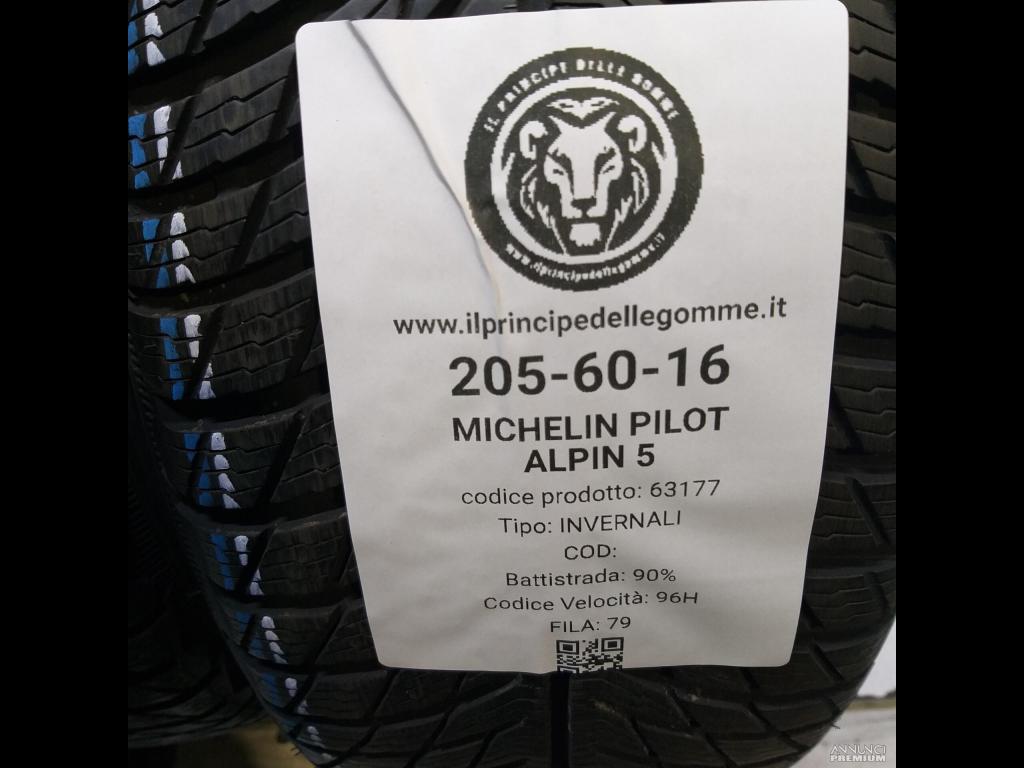 IL PRINCIPE DELLE GOMME
www.ilprincipedellegomme.it
www.ilprincipedellegomme.it
205-60-16
MICHELIN PILOT
ALPIN 5
codice prodotto: 63177
Tipo: INVERNALI
COD:
Battistrada: 90%
Codice Velocità: 96H
FILA: 79
ANNUNCI
PREMIUM